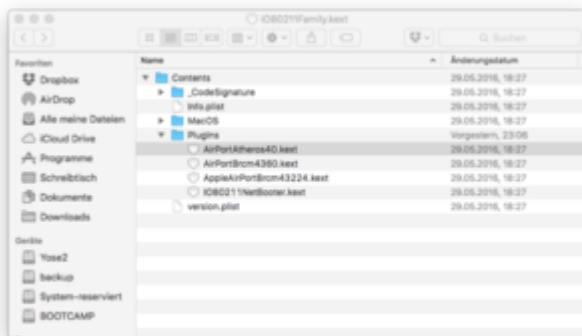 IO80211Family.kext
Suchen
Favoriten
Dropbox
AirDrop
Alle meine Dateien
iCloud Drive
Programme
Schreibtisch
Dokumente
Downloads
Geräte
Yose2
backup
System-reserviert
BOOTCAMP
Name Änderungsdatum
Contents 29.05.2016, 18:27
_CodeSignature 29.05.2016, 18:27
Info.plist 29.05.2016, 18:27
MacOS 29.05.2016, 18:27
PlugIns Vorgestern, 23:06
AirPortAtheros40.kext 29.05.2016, 18:27
AirPortBrcm4360.kext 29.05.2016, 18:27
AppleAirPortBrcm43224.kext 29.05.2016, 18:27
IO80211NetBooter.kext 29.05.2016, 18:27
version.plist 29.05.2016, 18:27